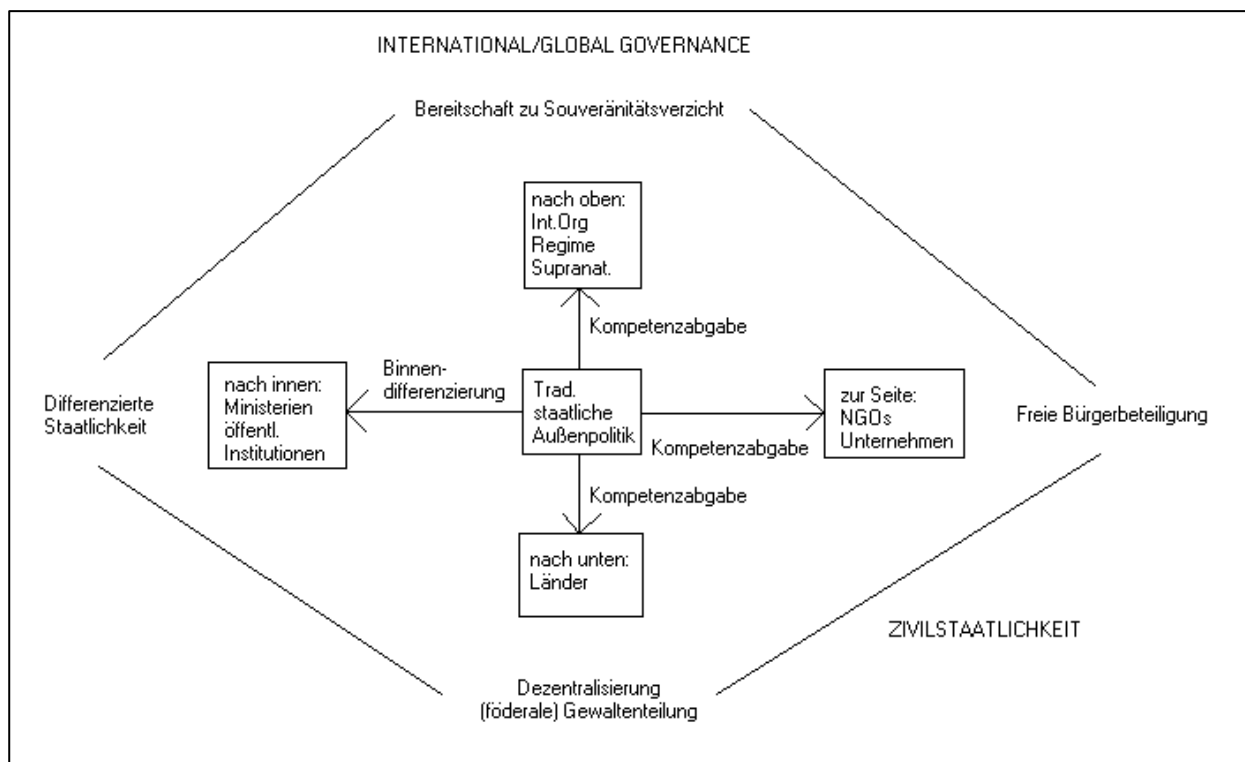 INTERNATIONAL/GLOBAL GOVERNANCE
Bereitschaft zu Souveränitätsverzicht
nach oben:
Int.Org
Regime
Supranat.
Kompetenzabgabe
Binnen-
differenzierung
Differenzierte
Staatlichkeit
nach innen:
Ministerien
öffentl.
Institutionen
Trad.
staatliche
Außenpolitik
Kompetenzabgabe
zur Seite:
NGOs
Unternehmen
Freie Bürgerbeteiligung
Kompetenzabgabe
nach unten:
Länder
ZIVILSTAATLICHKEIT
Dezentralisierung
(föderale) Gewaltenteilung